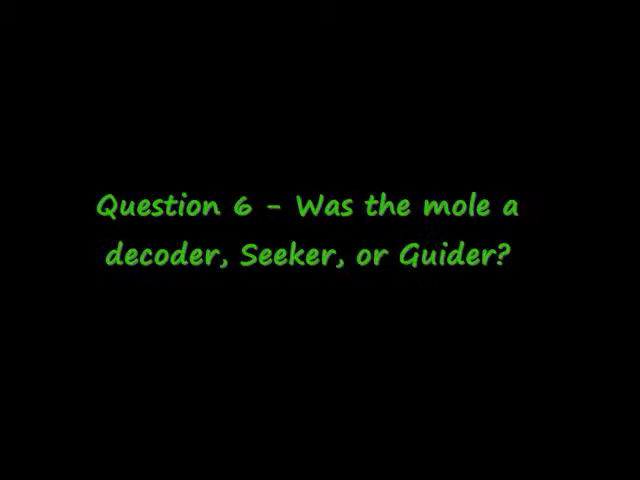 Question 6 - Was the mole a
decoder, Seeker, or Guider?